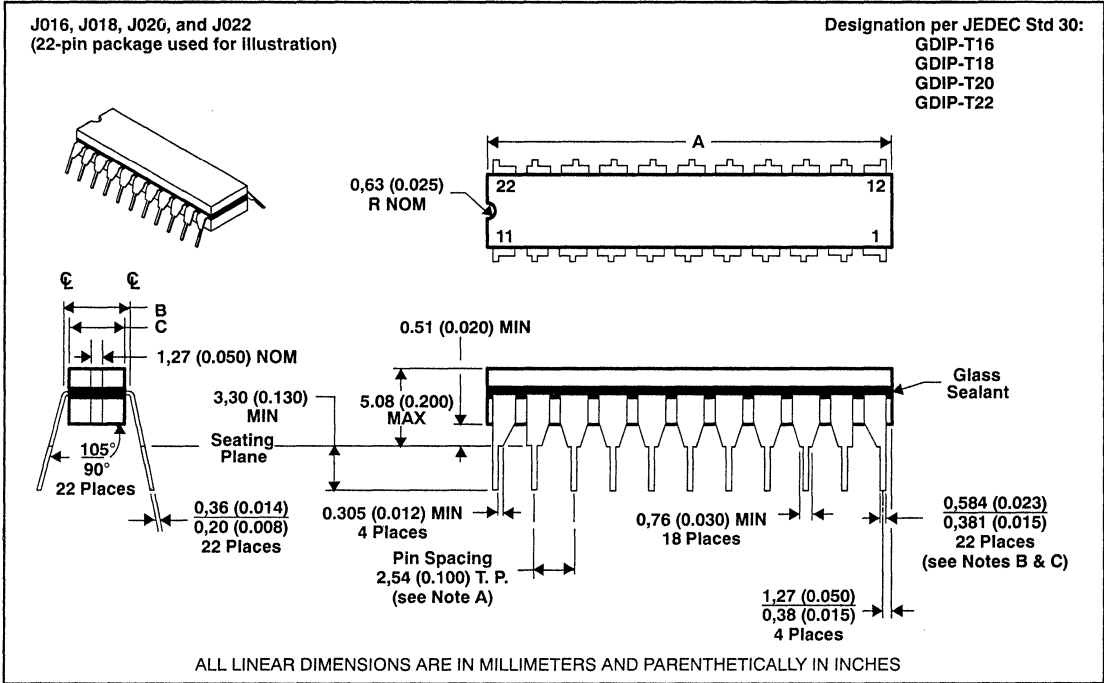 J016, J018, J020, and J022
(22-pin package used for illustration)
Designation per JEDEC Std 30:
GDIP-T16
GDIP-T18
GDIP-T20
GDIP-T22
A
22
12
0,63 (0.025)
R NOM
11
1
℄
℄
B
C
1,27 (0.050) NOM
0.51 (0.020) MIN
3,30 (0.130)
MIN
5.08 (0.200)
MAX
Glass
Sealant
Seating
Plane
105°
90°
22 Places
0,36 (0.014)
0,20 (0.008)
22 Places
0.305 (0.012) MIN
4 Places
0,76 (0.030) MIN
18 Places
0,584 (0.023)
0,381 (0.015)
22 Places
(see Notes B & C)
Pin Spacing
2,54 (0.100) T. P.
(see Note A)
1,27 (0.050)
0,38 (0.015)
4 Places
ALL LINEAR DIMENSIONS ARE IN MILLIMETERS AND PARENTHETICALLY IN INCHES